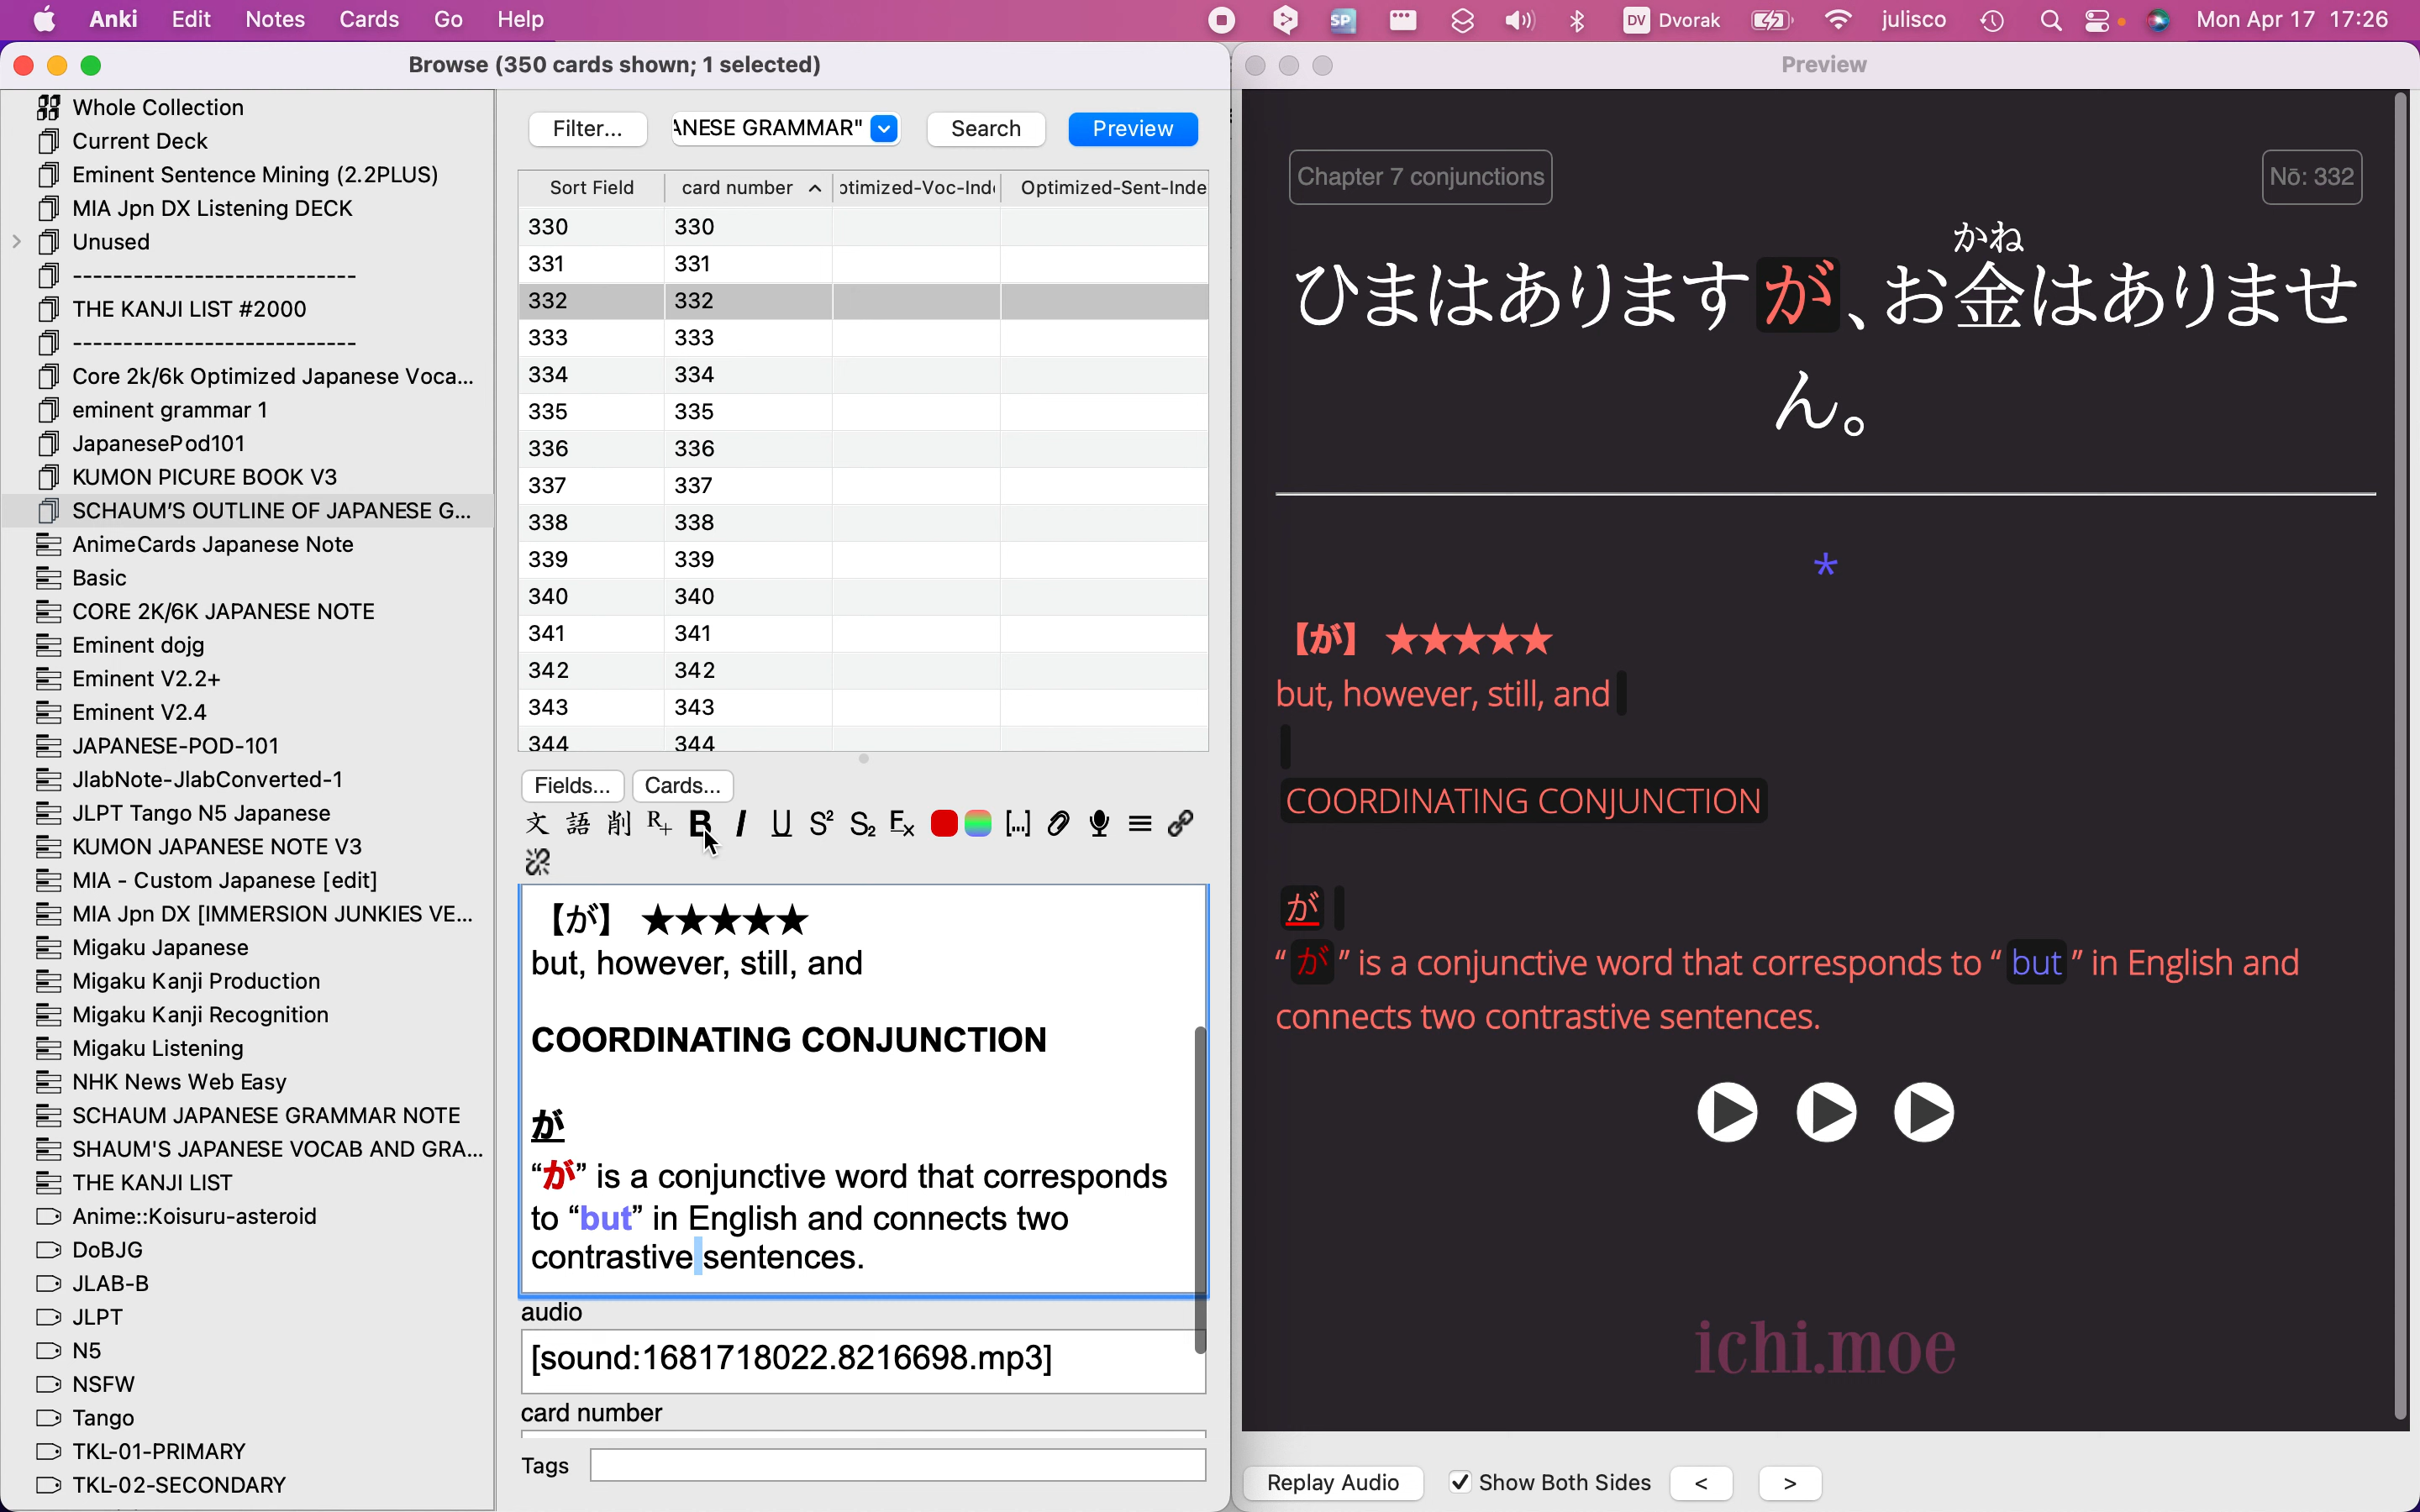 Anki Edit Notes Cards Go Help
SP
DV Dvorak julisco Mon Apr 17 17:26
Browse (350 cards shown; 1 selected)
Whole Collection
Current Deck
Eminent Sentence Mining (2.2PLUS)
MIA Jpn DX Listening DECK
Unused
----------------------------
THE KANJI LIST #2000
----------------------------
Core 2k/6k Optimized Japanese Voca...
eminent grammar 1
JapanesePod101
KUMON PICURE BOOK V3
SCHAUM'S OUTLINE OF JAPANESE G...
AnimeCards Japanese Note
Basic
CORE 2K/6K JAPANESE NOTE
Eminent dojg
Eminent V2.2+
Eminent V2.4
JAPANESE-POD-101
JlabNote-JlabConverted-1
JLPT Tango N5 Japanese
KUMON JAPANESE NOTE V3
MIA - Custom Japanese [edit]
MIA Jpn DX [IMMERSION JUNKIES VE...
Migaku Japanese
Migaku Kanji Production
Migaku Kanji Recognition
Migaku Listening
NHK News Web Easy
SCHAUM JAPANESE GRAMMAR NOTE
SHAUM'S JAPANESE VOCAB AND GRA...
THE KANJI LIST
Anime::Koisuru-asteroid
DoBJG
JLAB-B
JLPT
N5
NSFW
Tango
TKL-01-PRIMARY
TKL-02-SECONDARY
Filter... ANESE GRAMMAR" Search Preview
Sort Field card number otimized-Voc-Inde Optimized-Sent-Inde
330 330
331 331
332 332
333 333
334 334
335 335
336 336
337 337
338 338
339 339
340 340
341 341
342 342
343 343
344 344
Fields... Cards...
文 語 削 R+ B I U S² S₂ Ex [...]
【が】 ★★★★★
but, however, still, and
COORDINATING CONJUNCTION
が
“が” is a conjunctive word that corresponds
to “but” in English and connects two
contrastive sentences.
audio
[sound:1681718022.8216698.mp3]
card number
Tags
Preview
Chapter 7 conjunctions
Nō: 332
かね
ひまはありますが、お金はありませ
ん。
*
【が】 ★★★★★
but, however, still, and
COORDINATING CONJUNCTION
が
“が” is a conjunctive word that corresponds to “but” in English and
connects two contrastive sentences.
ichi.moe
Replay Audio Show Both Sides < >